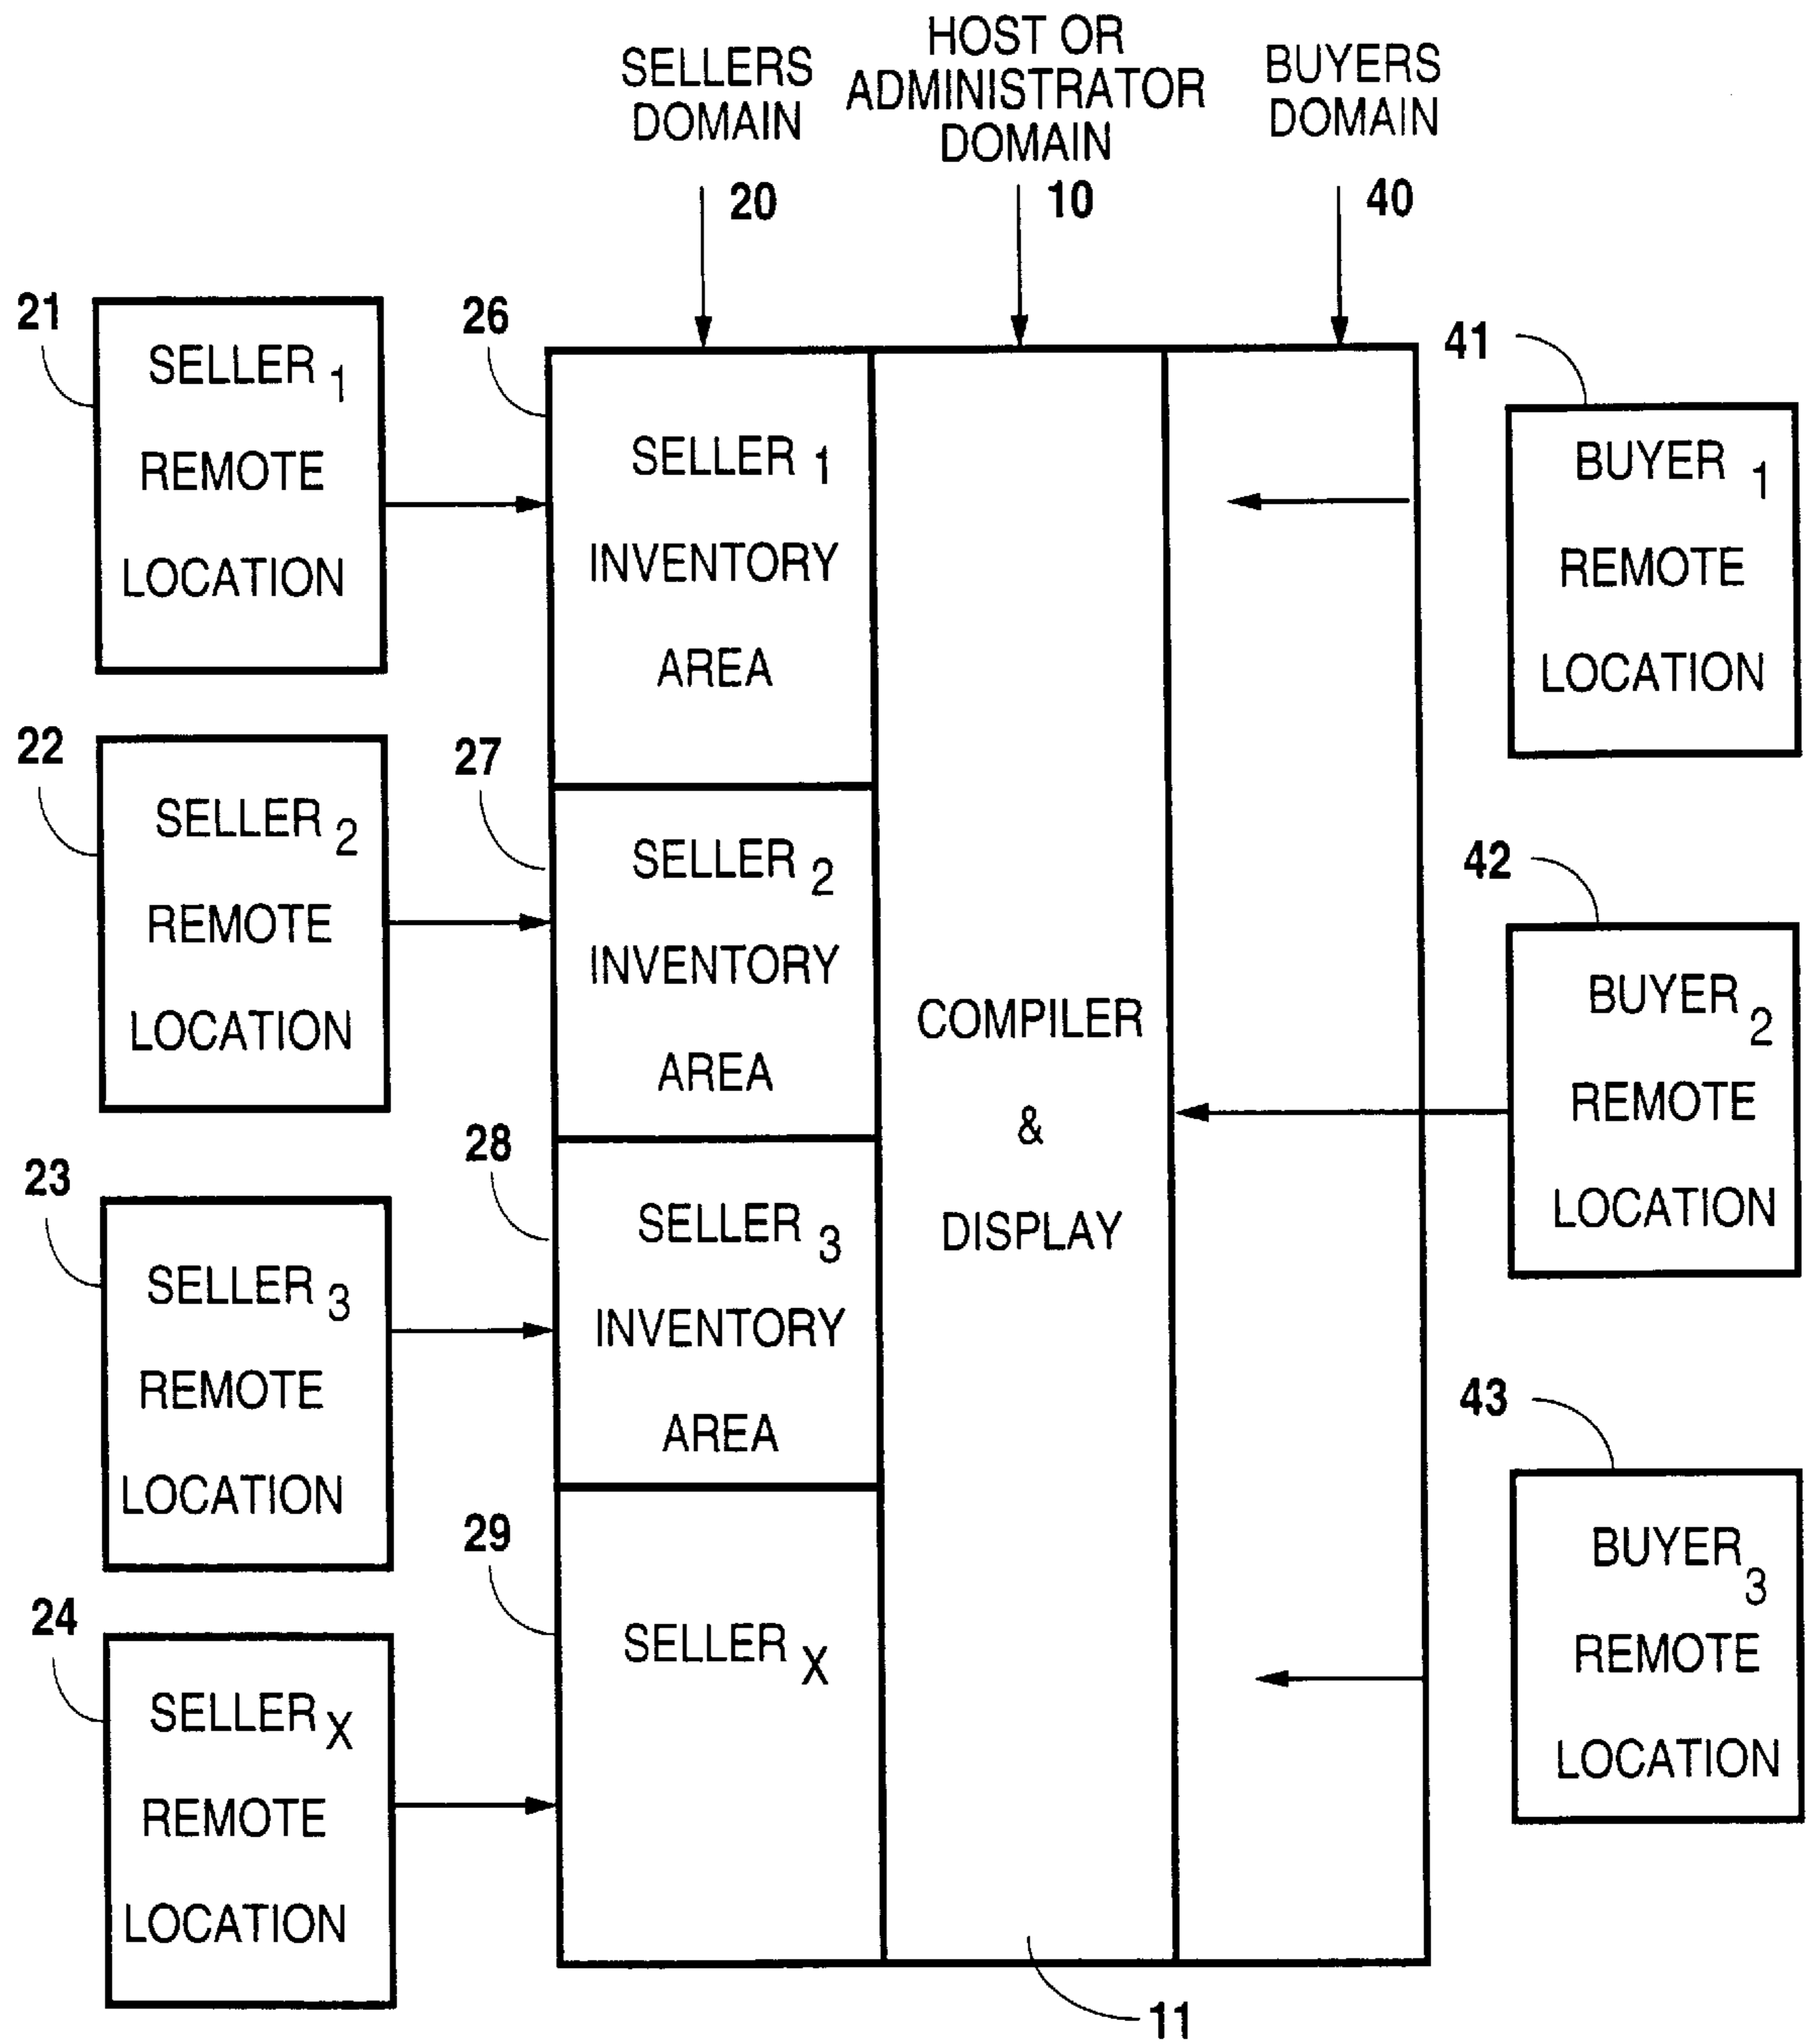 SELLERS
DOMAIN
20
HOST OR
ADMINISTRATOR
DOMAIN
10
BUYERS
DOMAIN
40
21
SELLER 1
REMOTE
LOCATION
22
SELLER 2
REMOTE
LOCATION
23
SELLER 3
REMOTE
LOCATION
24
SELLER X
REMOTE
LOCATION
26
SELLER 1
INVENTORY
AREA
27
SELLER 2
INVENTORY
AREA
28
SELLER 3
INVENTORY
AREA
29
SELLER X
COMPILER
&
DISPLAY
11
41
BUYER 1
REMOTE
LOCATION
42
BUYER 2
REMOTE
LOCATION
43
BUYER 3
REMOTE
LOCATION